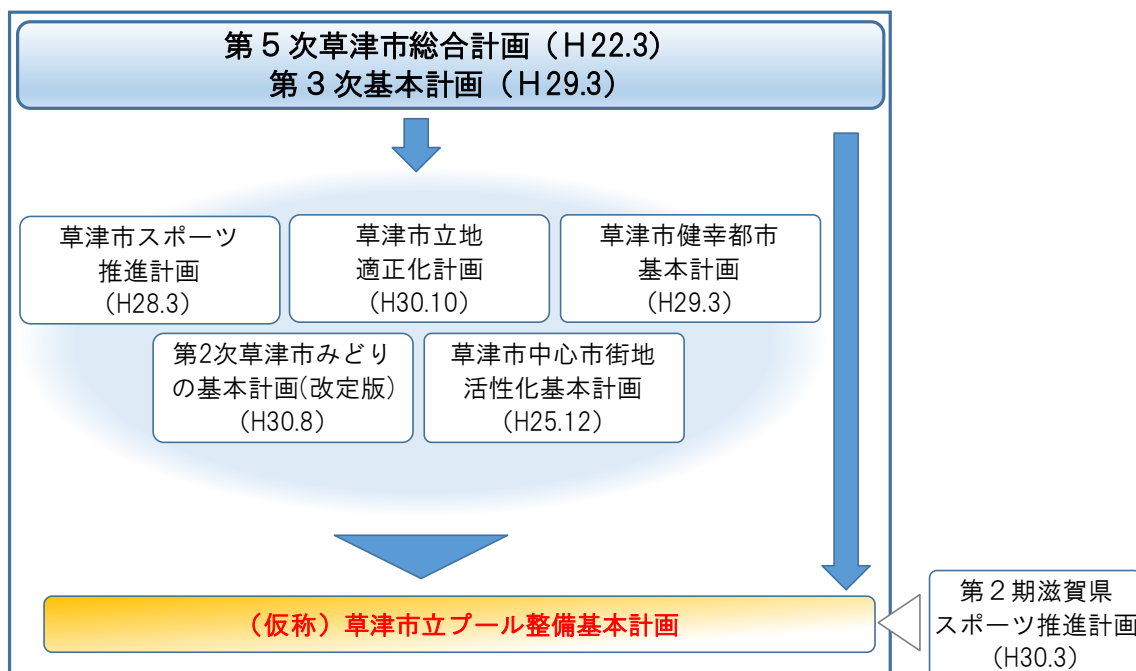 第５次草津市総合計画（Ｈ22.3）
第３次基本計画（Ｈ29.3）
草津市スポーツ
推進計画
(H28.3)
草津市立地
適正化計画
(H30.10)
草津市健幸都市
基本計画
(H29.3)
第2次草津市みどり
の基本計画(改定版)
(H30.8)
草津市中心市街地
活性化基本計画
(H25.12)
（仮称）草津市立プール整備基本計画
第２期滋賀県
スポーツ推進計画
(H30.3)